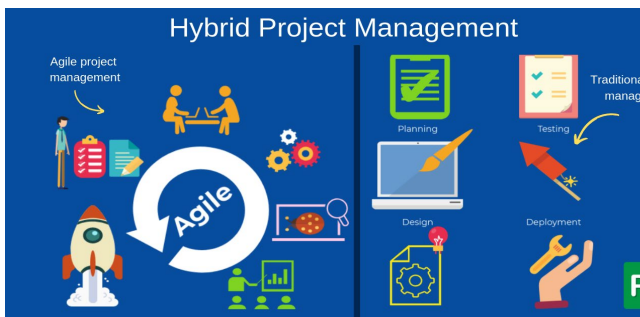 Hybrid Project Management
Agile project
management
Agile
Planning
Testing
Design
Deployment